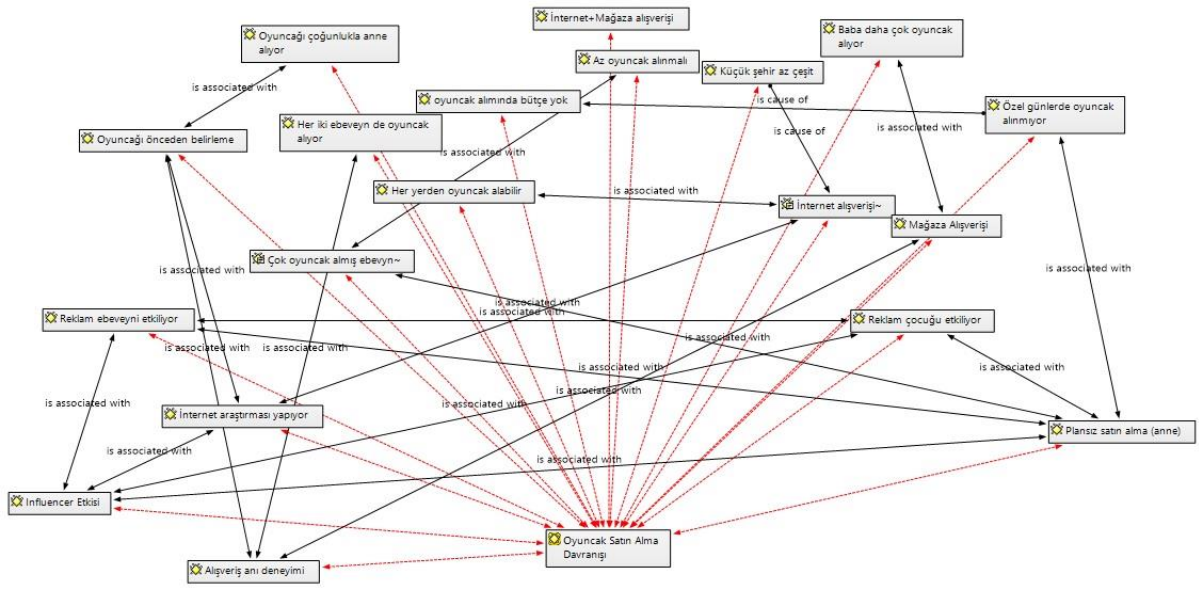 İnternet+Mağaza alışverişi
Oyuncağı çoğunlukla anne
alıyor
Baba daha çok oyuncak
alıyor
Az oyuncak alınmalı
Küçük şehir az çeşit
is associated with
oyuncak alımında bütçe yok
is cause of
Özel günlerde oyuncak
alınmıyor
Her iki ebeveyn de oyuncak
alıyor
is cause of
is associated with
Oyuncağı önceden belirleme
is associated with
Her yerden oyuncak alabilir
is associated with
İnternet alışverişi~
Mağaza Alışverişi
Çok oyuncak almış ebevyn~
is associated with
is associated with
is associated with
is associated with
Reklam ebeveyni etkiliyor
Reklam çocuğu etkiliyor
is associated with
is associated with
is associated with
is associated with
is associated with
is associated with
is associated with
İnternet araştırması yapıyor
Plansız satın alma (anne)
is associated with
is associated with
Influencer Etkisi
Oyuncak Satın Alma
Davranışı
Alışveriş anı deneyimi